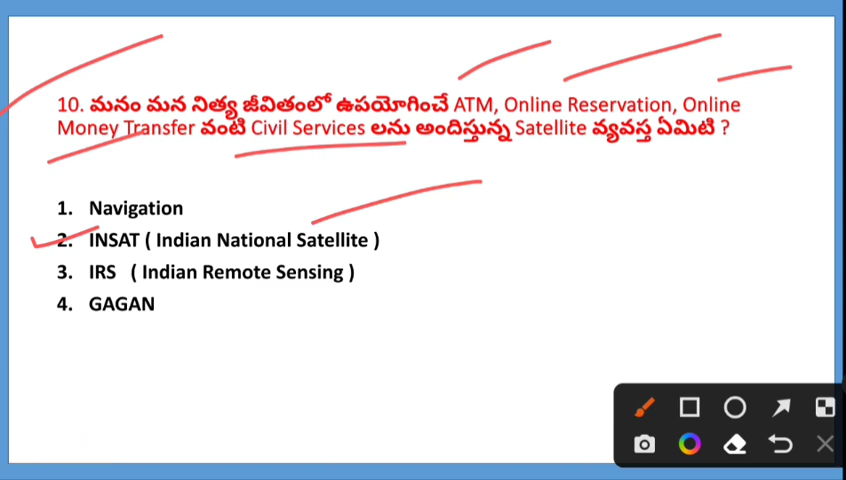 10. మనం మన నిత్య జీవితంలో ఉపయోగించే ATM, Online Reservation, Online
Money Transfer వంటి Civil Services లను అందిస్తున్న Satellite వ్యవస్త ఏమిటి ?
1. Navigation
2. INSAT ( Indian National Satellite )
3. IRS ( Indian Remote Sensing )
4. GAGAN